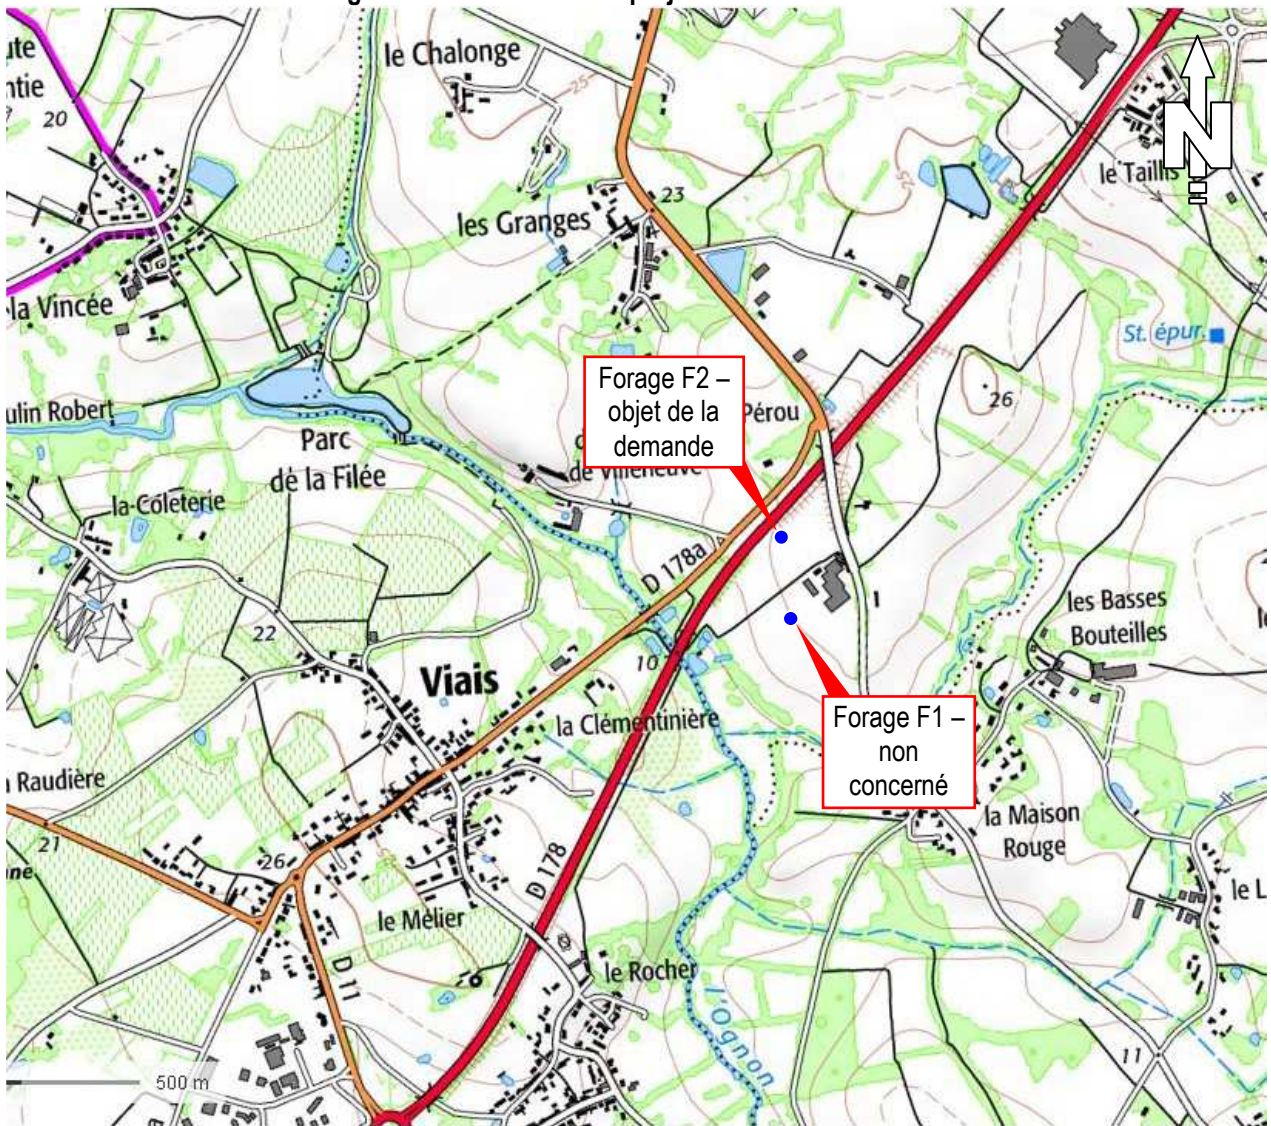 le Chalonge
20
25
23
les Granges
le Taillis
N
la Vincée
St. épur.
26
Forage F2 –
objet de la
demande
Pérou
de Villeneuve
ulin Robert
Parc
de la Filée
la Coleterie
D 178a
22
Viais
10
les Basses
Bouteilles
la Clémentinière
Forage F1 –
non
concerné
la Maison
Rouge
Raudière
21
26
D 178
le Mélier
D 11
le Rocher
l'Ognon
le L
11
500 m